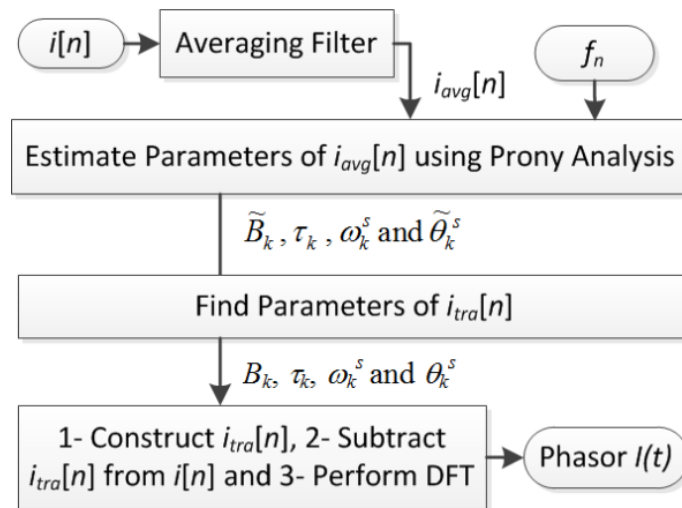 i[n]
Averaging Filter
i_avg[n]
f_n
Estimate Parameters of i_avg[n] using Prony Analysis
B̃_k , τ_k , ω_k^s and θ̃_k^s
Find Parameters of i_tra[n]
B_k, τ_k, ω_k^s and θ_k^s
1- Construct i_tra[n], 2- Subtract
i_tra[n] from i[n] and 3- Perform DFT
Phasor I(t)